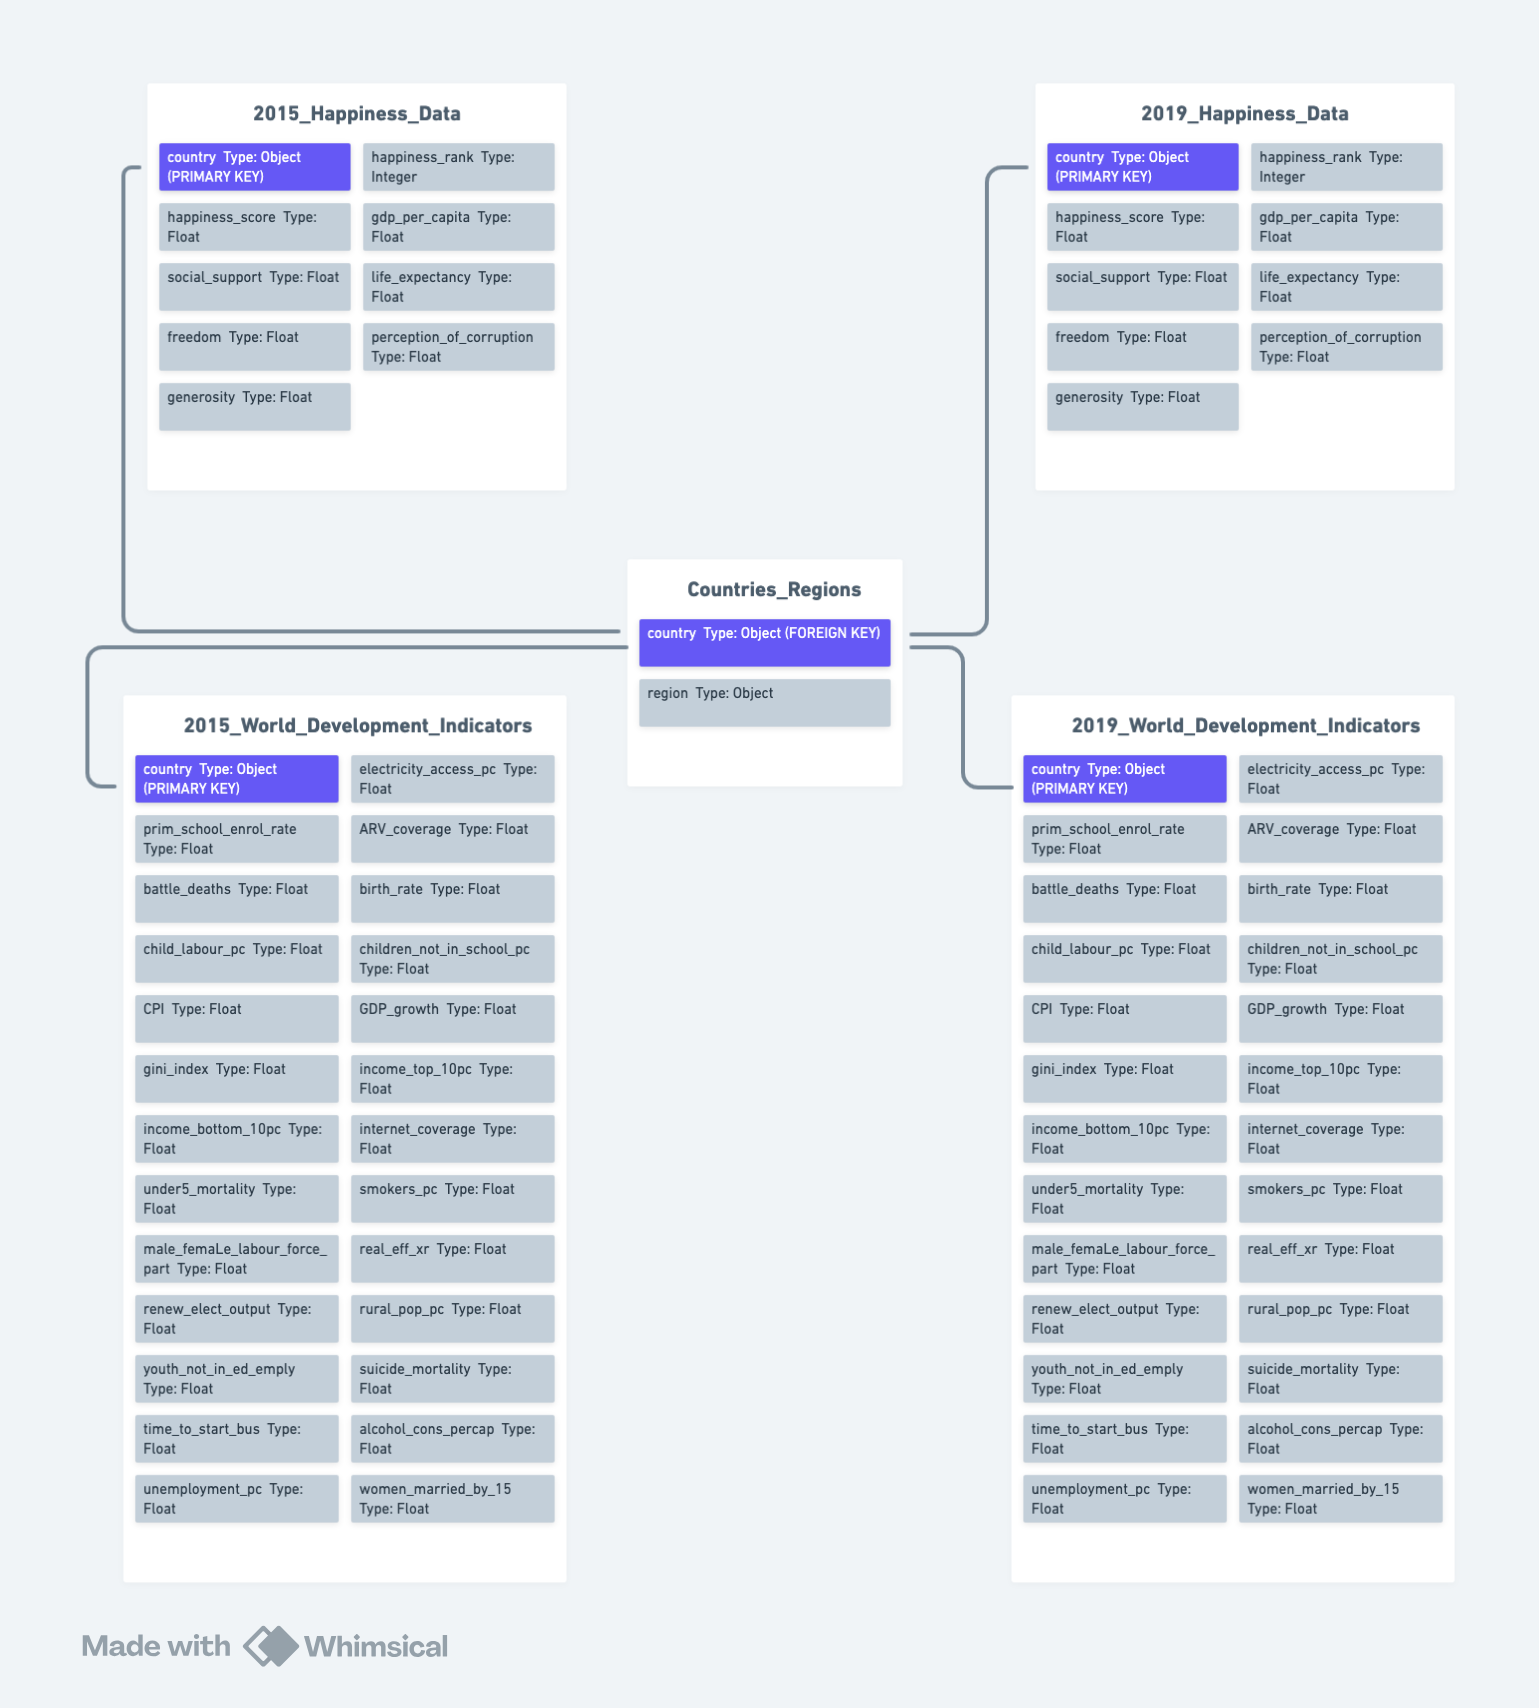 2015_Happiness_Data
country  Type: Object
(PRIMARY KEY)
happiness_rank  Type:
Integer
happiness_score  Type:
Float
gdp_per_capita  Type:
Float
social_support  Type: Float
life_expectancy  Type:
Float
freedom  Type: Float
perception_of_corruption
Type: Float
generosity  Type: Float
2019_Happiness_Data
country  Type: Object
(PRIMARY KEY)
happiness_rank  Type:
Integer
happiness_score  Type:
Float
gdp_per_capita  Type:
Float
social_support  Type: Float
life_expectancy  Type:
Float
freedom  Type: Float
perception_of_corruption
Type: Float
generosity  Type: Float
Countries_Regions
country  Type: Object (FOREIGN KEY)
region  Type: Object
2015_World_Development_Indicators
country  Type: Object
(PRIMARY KEY)
electricity_access_pc  Type:
Float
prim_school_enrol_rate
Type: Float
ARV_coverage  Type: Float
battle_deaths  Type: Float
birth_rate  Type: Float
child_labour_pc  Type: Float
children_not_in_school_pc
Type: Float
CPI  Type: Float
GDP_growth  Type: Float
gini_index  Type: Float
income_top_10pc  Type:
Float
income_bottom_10pc  Type:
Float
internet_coverage  Type:
Float
under5_mortality  Type:
Float
smokers_pc  Type: Float
male_femaLe_labour_force_
part  Type: Float
real_eff_xr  Type: Float
renew_elect_output  Type:
Float
rural_pop_pc  Type: Float
youth_not_in_ed_emply
Type: Float
suicide_mortality  Type:
Float
time_to_start_bus  Type:
Float
alcohol_cons_percap  Type:
Float
unemployment_pc  Type:
Float
women_married_by_15
Type: Float
2019_World_Development_Indicators
country  Type: Object
(PRIMARY KEY)
electricity_access_pc  Type:
Float
prim_school_enrol_rate
Type: Float
ARV_coverage  Type: Float
battle_deaths  Type: Float
birth_rate  Type: Float
child_labour_pc  Type: Float
children_not_in_school_pc
Type: Float
CPI  Type: Float
GDP_growth  Type: Float
gini_index  Type: Float
income_top_10pc  Type:
Float
income_bottom_10pc  Type:
Float
internet_coverage  Type:
Float
under5_mortality  Type:
Float
smokers_pc  Type: Float
male_femaLe_labour_force_
part  Type: Float
real_eff_xr  Type: Float
renew_elect_output  Type:
Float
rural_pop_pc  Type: Float
youth_not_in_ed_emply
Type: Float
suicide_mortality  Type:
Float
time_to_start_bus  Type:
Float
alcohol_cons_percap  Type:
Float
unemployment_pc  Type:
Float
women_married_by_15
Type: Float
Made with Whimsical